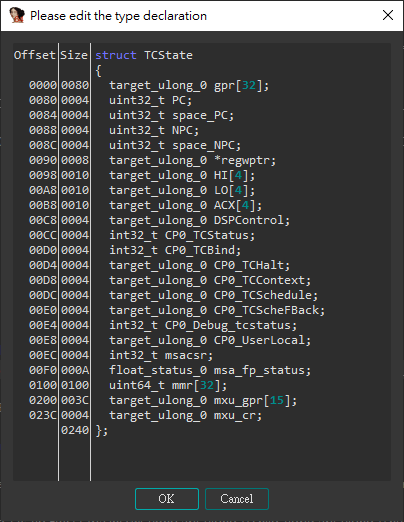 Please edit the type declaration
Offset Size struct TCState
{
0000 0080 target_ulong_0 gpr[32];
0080 0004 uint32_t PC;
0084 0004 uint32_t space_PC;
0088 0004 uint32_t NPC;
008C 0004 uint32_t space_NPC;
0090 0008 target_ulong_0 *regwptr;
0098 0010 target_ulong_0 HI[4];
00A8 0010 target_ulong_0 LO[4];
00B8 0010 target_ulong_0 ACX[4];
00C8 0004 target_ulong_0 DSPControl;
00CC 0004 int32_t CP0_TCStatus;
00D0 0004 int32_t CP0_TCBind;
00D4 0004 target_ulong_0 CP0_TCHalt;
00D8 0004 target_ulong_0 CP0_TCContext;
00DC 0004 target_ulong_0 CP0_TCSchedule;
00E0 0004 target_ulong_0 CP0_TCScheFBack;
00E4 0004 int32_t CP0_Debug_tcstatus;
00E8 0004 target_ulong_0 CP0_UserLocal;
00EC 0004 int32_t msacsr;
00F0 000A float_status_0 msa_fp_status;
0100 0100 uint64_t mmr[32];
0200 003C target_ulong_0 mxu_gpr[15];
023C 0004 target_ulong_0 mxu_cr;
0240 };
OK
Cancel